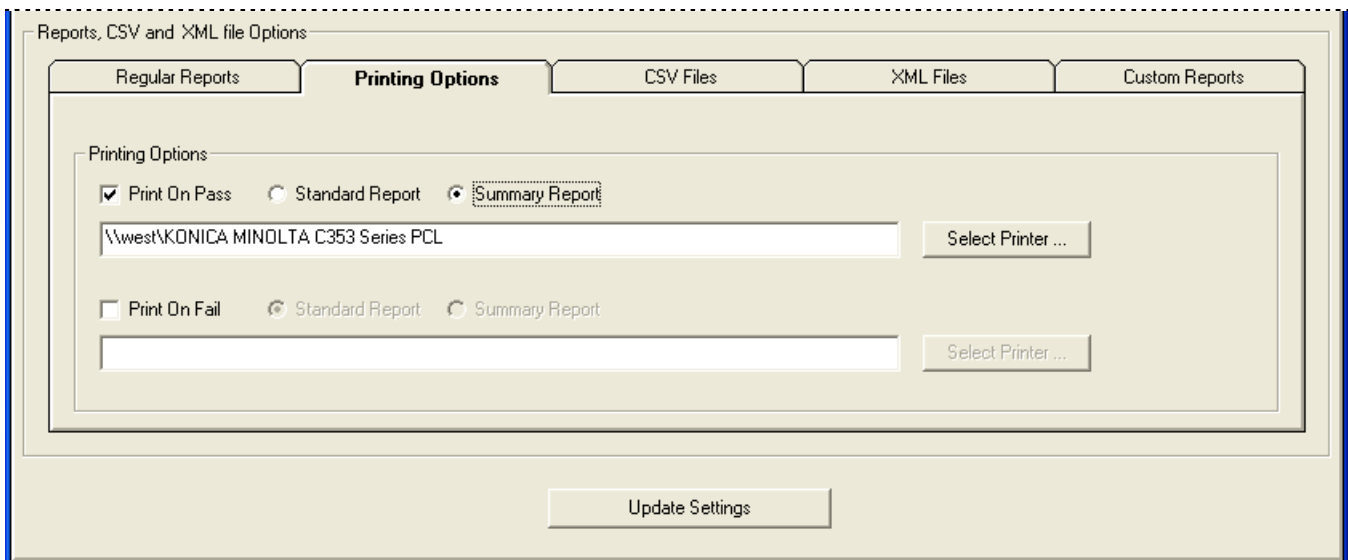 Reports, CSV and XML file Options
Regular Reports Printing Options CSV Files XML Files Custom Reports
Printing Options
Print On Pass Standard Report Summary Report
\\west\KONICA MINOLTA C353 Series PCL Select Printer ...
Print On Fail Standard Report Summary Report
Select Printer ...
Update Settings